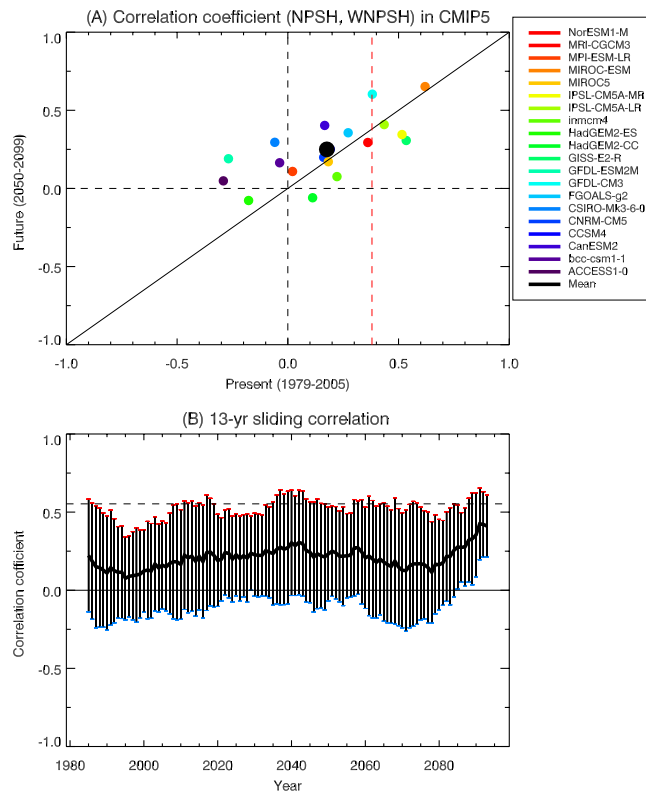 (A) Correlation coefficient (NPSH, WNPSH) in CMIP5
1.0
0.5
0.0
-0.5
-1.0
Future (2050-2099)
-1.0 -0.5 0.0 0.5 1.0
Present (1979-2005)
NorESM1-M
MRI-CGCM3
MPI-ESM-LR
MIROC-ESM
MIROC5
IPSL-CM5A-MR
IPSL-CM5A-LR
inmcm4
HadGEM2-ES
HadGEM2-CC
GISS-E2-R
GFDL-ESM2M
GFDL-CM3
FGOALS-g2
CSIRO-Mk3-6-0
CNRM-CM5
CCSM4
CanESM2
bcc-csm1-1
ACCESS1-0
Mean
(B) 13-yr sliding correlation
1.0
0.5
0.0
-0.5
-1.0
Correlation coefficient
1980 2000 2020 2040 2060 2080
Year